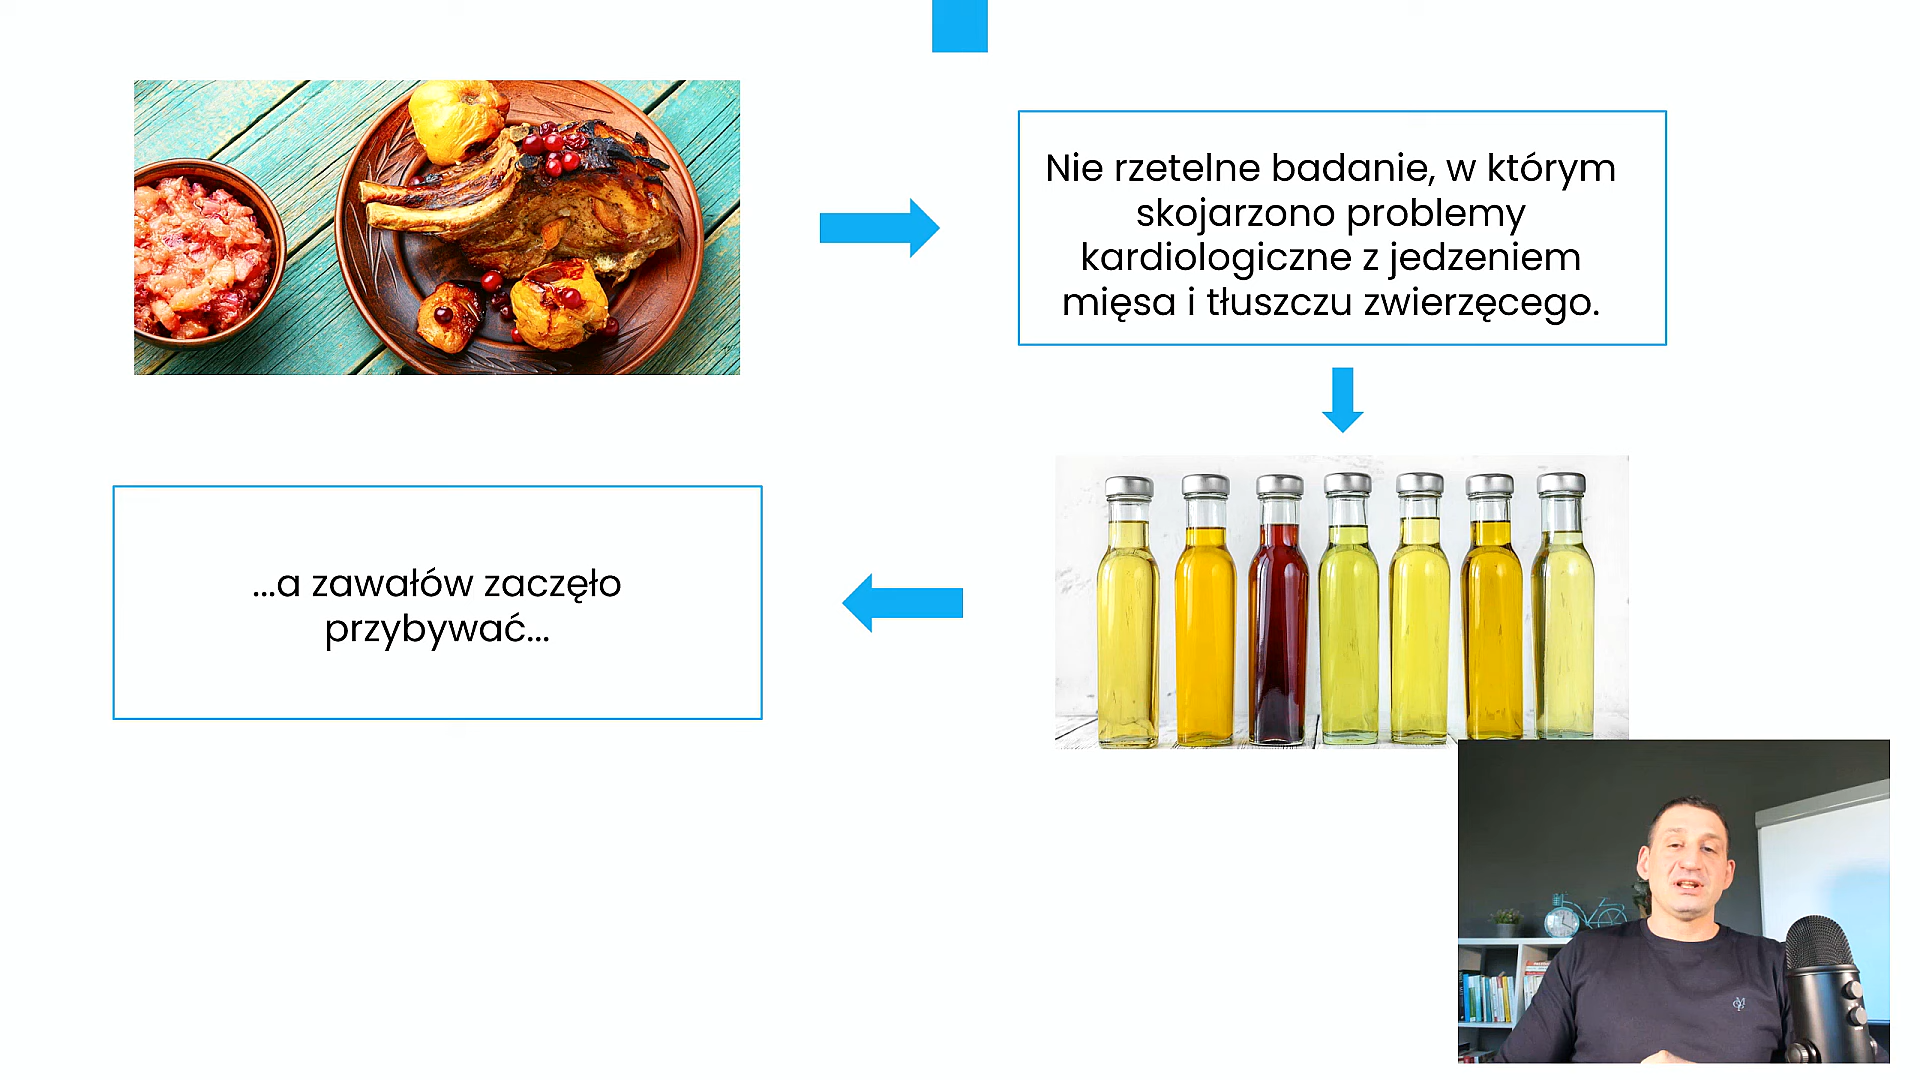 Nie rzetelne badanie, w którym
skojarzono problemy
kardiologiczne z jedzeniem
mięsa i tłuszczu zwierzęcego.
...a zawałów zaczęło
przybywać...